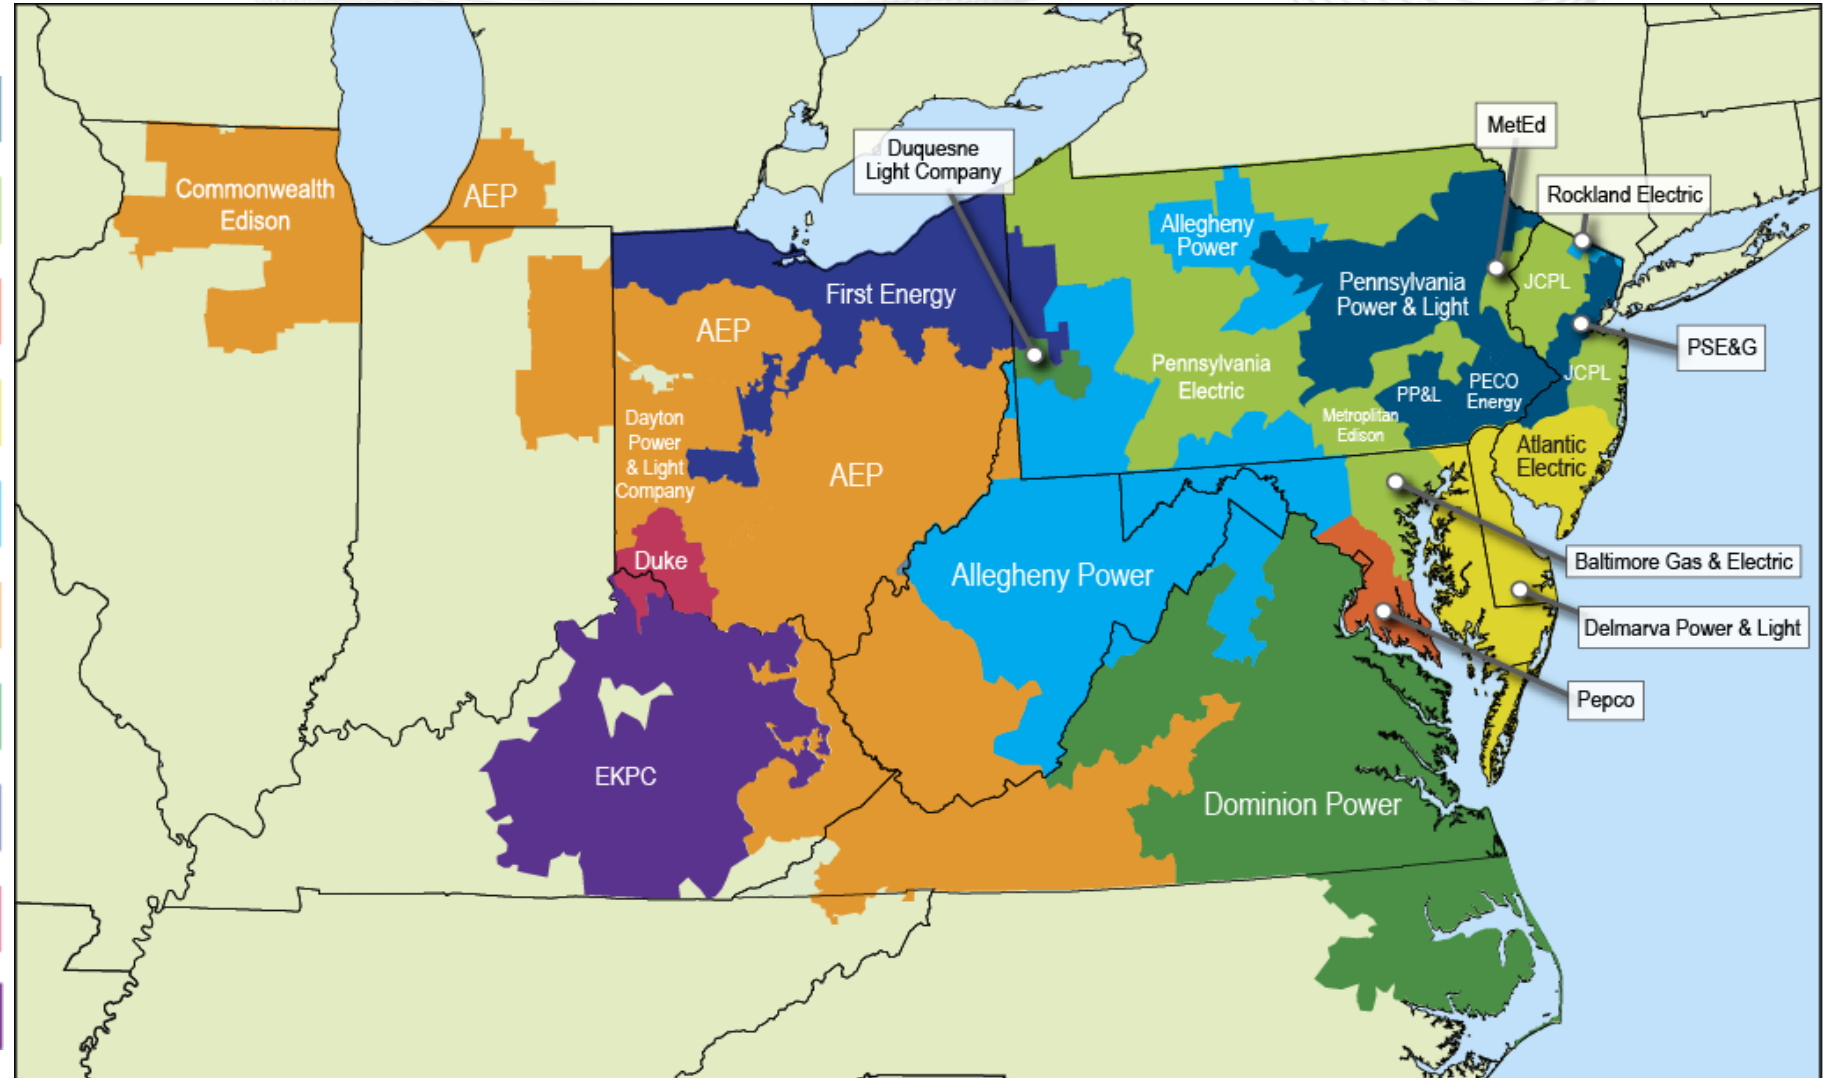 MetEd
Duquesne
Light Company
Rockland Electric
Commonwealth
Edison
AEP
Allegheny
Power
First Energy
Pennsylvania
Power & Light
JCPL
AEP
PSE&G
Pennsylvania
Electric
JCPL
PECO
Energy
PP&L
Dayton
Power
& Light
Company
Metroplitan
Edison
Atlantic
Electric
AEP
Duke
Allegheny Power
Baltimore Gas & Electric
Delmarva Power & Light
Pepco
EKPC
Dominion Power